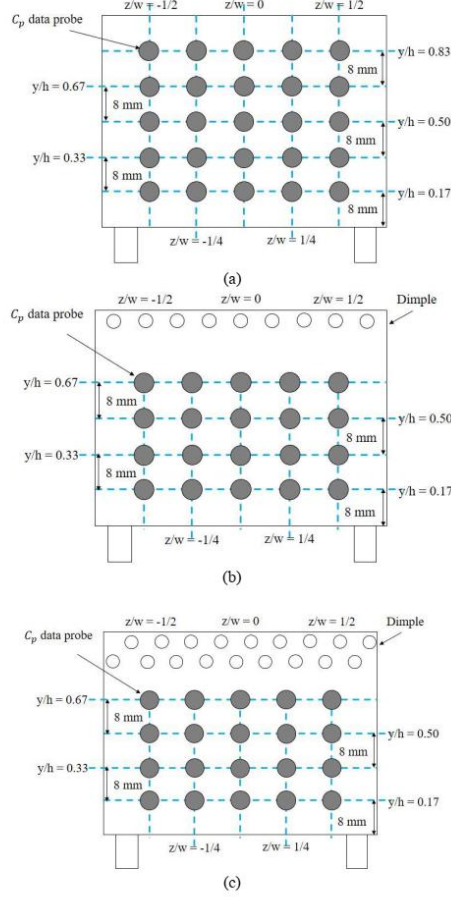 z/w = -1/2 z/w = 0 z/w = 1/2
C_p data probe
y/h = 0.83
y/h = 0.67
8 mm
8 mm
y/h = 0.50
8 mm
y/h = 0.33
8 mm
y/h = 0.17
8 mm
z/w = -1/4 z/w = 1/4
(a)
z/w = -1/2 z/w = 0 z/w = 1/2 Dimple
C_p data probe
y/h = 0.67
8 mm
y/h = 0.50
8 mm
y/h = 0.33
8 mm
y/h = 0.17
8 mm
z/w = -1/4 z/w = 1/4
(b)
z/w = -1/2 z/w = 0 z/w = 1/2
C_p data probe Dimple
y/h = 0.67
8 mm
y/h = 0.50
8 mm
y/h = 0.33
8 mm
y/h = 0.17
8 mm
z/w = -1/4 z/w = 1/4
(c)